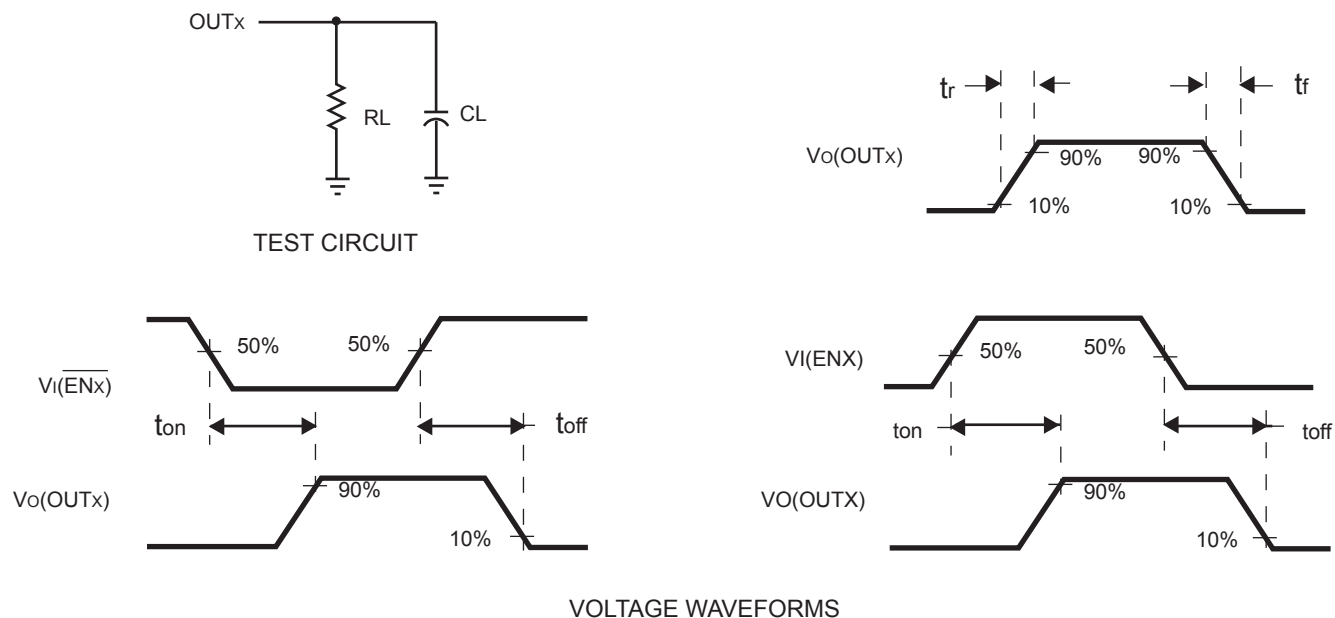 OUTx
RL
CL
TEST CIRCUIT
tr
tf
VO(OUTx)
90%
90%
10%
10%
VI(ENx)
50%
50%
ton
toff
VO(OUTx)
90%
10%
VI(ENX)
50%
50%
ton
toff
VO(OUTX)
90%
10%
VOLTAGE WAVEFORMS